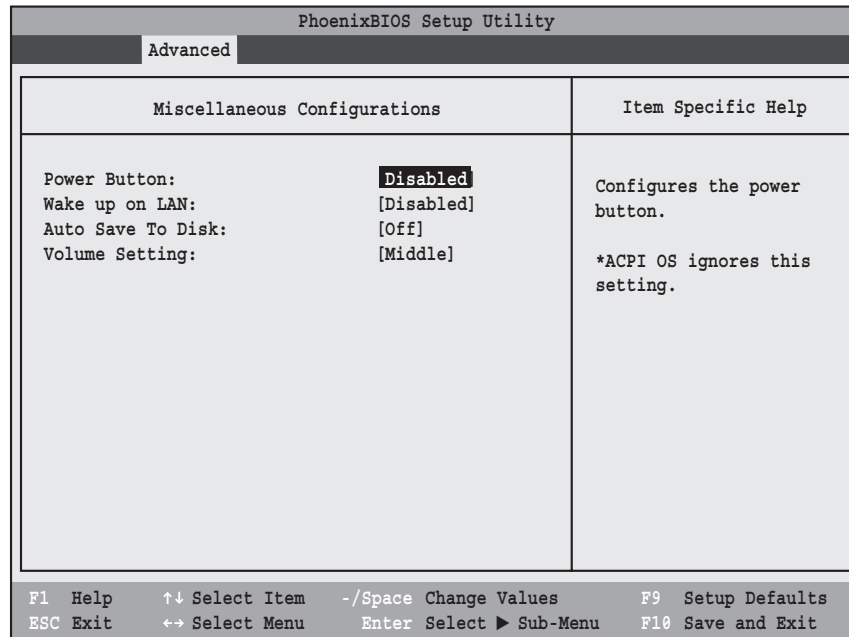 PhoenixBIOS Setup Utility
Advanced
Miscellaneous Configurations
Item Specific Help
Power Button: Disabled
Wake up on LAN: [Disabled]
Auto Save To Disk: [Off]
Volume Setting: [Middle]
Configures the power
button.
*ACPI OS ignores this
setting.
F1 Help ↑↓ Select Item -/Space Change Values F9 Setup Defaults
ESC Exit ←→ Select Menu Enter Select ▶ Sub-Menu F10 Save and Exit